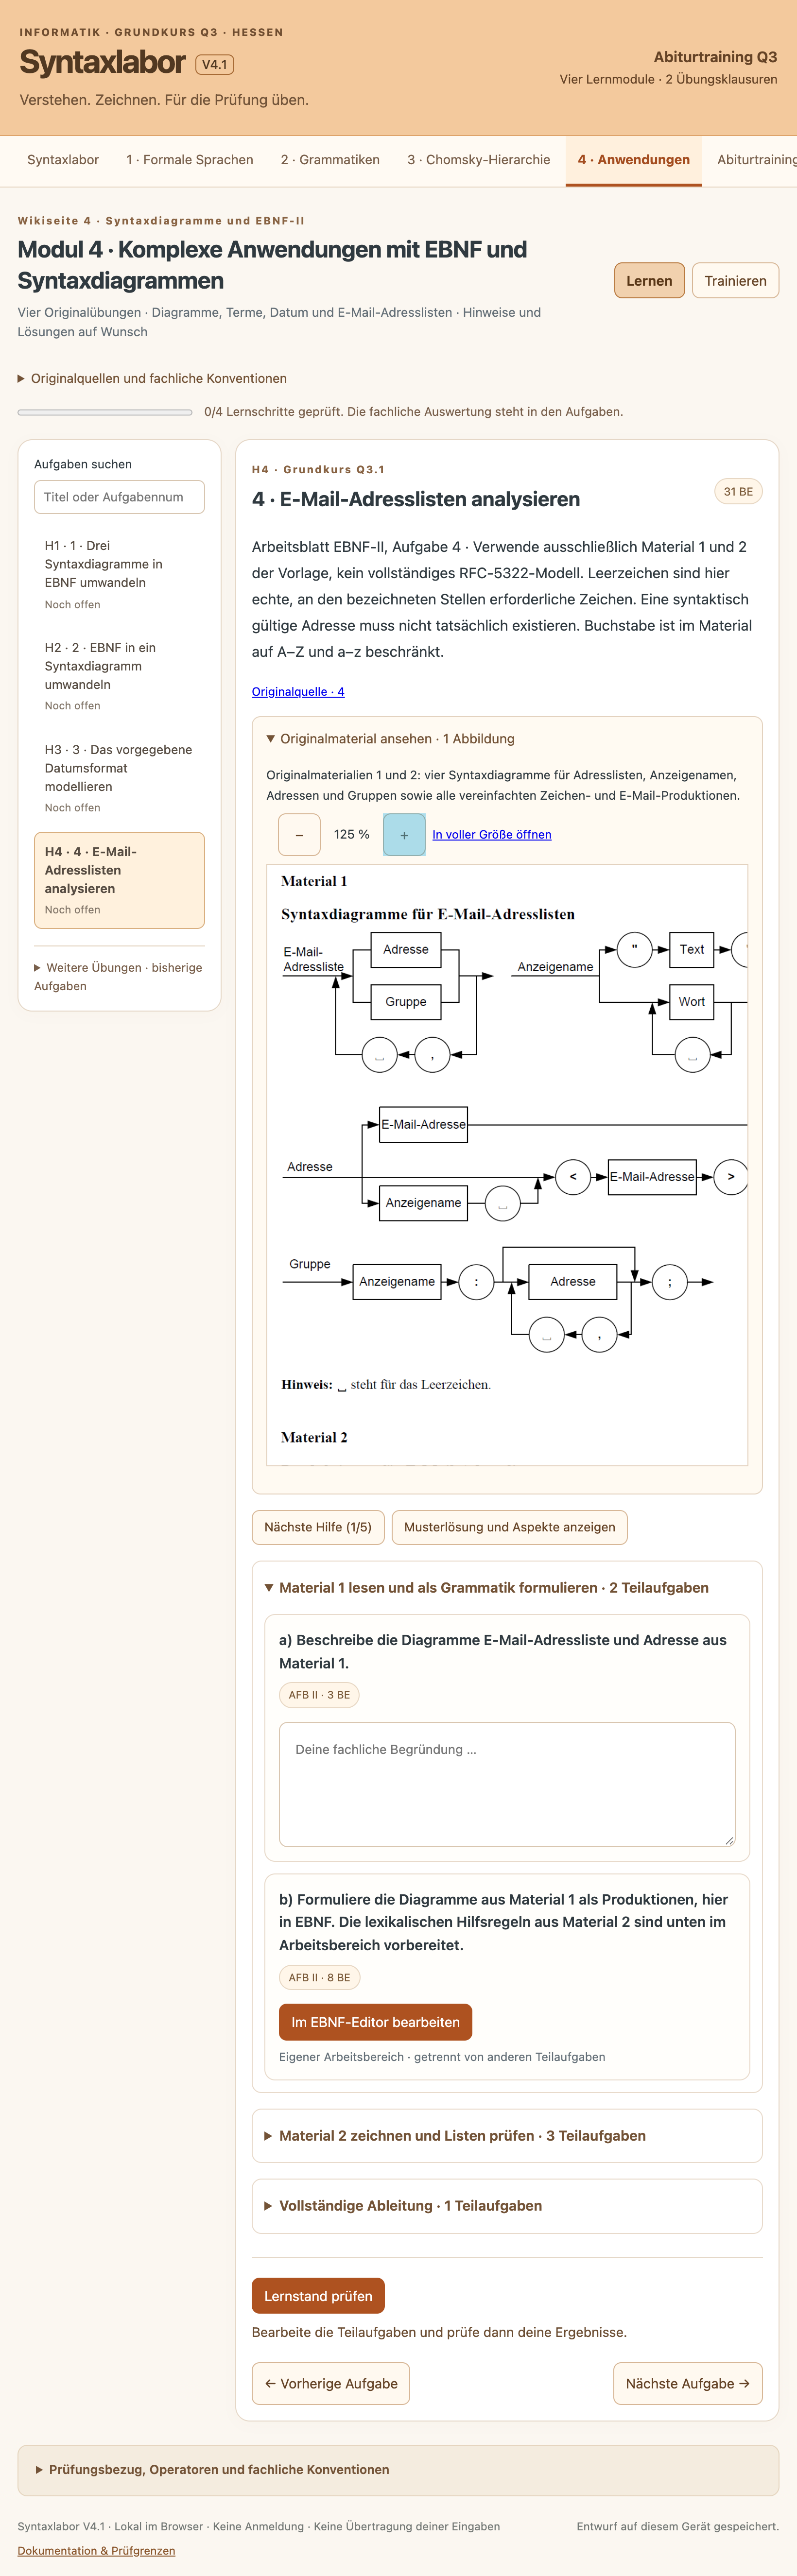 INFORMATIK · GRUNDKURS Q3 · HESSEN
Syntaxlabor V4.1
Verstehen. Zeichnen. Für die Prüfung üben.
Abiturtraining Q3
Vier Lernmodule · 2 Übungsklausuren
Syntaxlabor
1 · Formale Sprachen
2 · Grammatiken
3 · Chomsky-Hierarchie
4 · Anwendungen
Abiturtraining
Wikiseite 4 · Syntaxdiagramme und EBNF-II
Modul 4 · Komplexe Anwendungen mit EBNF und
Syntaxdiagrammen
Vier Originalübungen · Diagramme, Terme, Datum und E-Mail-Adresslisten · Hinweise und
Lösungen auf Wunsch
Lernen
Trainieren
Originalquellen und fachliche Konventionen
0/4 Lernschritte geprüft. Die fachliche Auswertung steht in den Aufgaben.
Aufgaben suchen
Titel oder Aufgabennum
H1 · 1 · Drei
Syntaxdiagramme in
EBNF umwandeln
Noch offen
H2 · 2 · EBNF in ein
Syntaxdiagramm
umwandeln
Noch offen
H3 · 3 · Das vorgegebene
Datumsformat
modellieren
Noch offen
H4 · 4 · E-Mail-
Adresslisten
analysieren
Noch offen
Weitere Übungen · bisherige
Aufgaben
H4 · Grundkurs Q3.1
4 · E-Mail-Adresslisten analysieren
31 BE
Arbeitsblatt EBNF-II, Aufgabe 4 · Verwende ausschließlich Material 1 und 2
der Vorlage, kein vollständiges RFC-5322-Modell. Leerzeichen sind hier
echte, an den bezeichneten Stellen erforderliche Zeichen. Eine syntaktisch
gültige Adresse muss nicht tatsächlich existieren. Buchstabe ist im Material
auf A–Z und a–z beschränkt.
Originalquelle · 4
Originalmaterial ansehen · 1 Abbildung
Originalmaterialien 1 und 2: vier Syntaxdiagramme für Adresslisten, Anzeigenamen,
Adressen und Gruppen sowie alle vereinfachten Zeichen- und E-Mail-Produktionen.
− 125 % + In voller Größe öffnen
Material 1
Syntaxdiagramme für E-Mail-Adresslisten
E-Mail-
Adressliste
Adresse
Gruppe
␣ ,
Anzeigename
" Text
Wort
␣
Adresse
E-Mail-Adresse
Anzeigename ␣
< E-Mail-Adresse >
Gruppe
Anzeigename : Adresse ;
␣ ,
Hinweis: ␣ steht für das Leerzeichen.
Material 2
Nächste Hilfe (1/5)
Musterlösung und Aspekte anzeigen
Material 1 lesen und als Grammatik formulieren · 2 Teilaufgaben
a) Beschreibe die Diagramme E-Mail-Adressliste und Adresse aus
Material 1.
AFB II · 3 BE
Deine fachliche Begründung …
b) Formuliere die Diagramme aus Material 1 als Produktionen, hier
in EBNF. Die lexikalischen Hilfsregeln aus Material 2 sind unten im
Arbeitsbereich vorbereitet.
AFB II · 8 BE
Im EBNF-Editor bearbeiten
Eigener Arbeitsbereich · getrennt von anderen Teilaufgaben
Material 2 zeichnen und Listen prüfen · 3 Teilaufgaben
Vollständige Ableitung · 1 Teilaufgaben
Lernstand prüfen
Bearbeite die Teilaufgaben und prüfe dann deine Ergebnisse.
← Vorherige Aufgabe
Nächste Aufgabe →
Prüfungsbezug, Operatoren und fachliche Konventionen
Syntaxlabor V4.1 · Lokal im Browser · Keine Anmeldung · Keine Übertragung deiner Eingaben
Entwurf auf diesem Gerät gespeichert.
Dokumentation & Prüfgrenzen